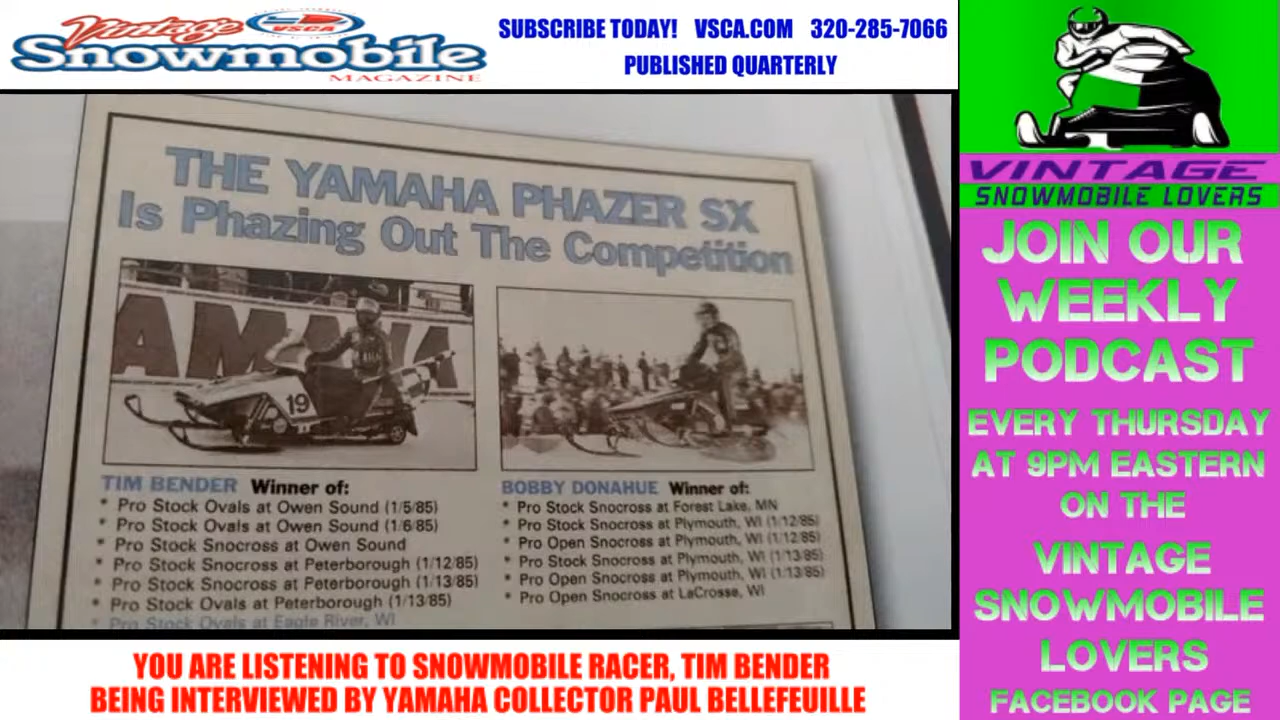 Vintage
VSCA
Snowmobile
MAGAZINE
SUBSCRIBE TODAY! VSCA.COM 320-285-7066
PUBLISHED QUARTERLY
THE YAMAHA PHAZER SX
Is Phazing Out The Competition
AMAHA
19
TIM BENDER Winner of:
* Pro Stock Ovals at Owen Sound (1/5/85)
* Pro Stock Ovals at Owen Sound (1/6/85)
* Pro Stock Snocross at Owen Sound
* Pro Stock Snocross at Peterborough (1/12/85)
* Pro Stock Snocross at Peterborough (1/13/85)
* Pro Stock Ovals at Peterborough (1/13/85)
* Pro Stock Ovals at Eagle River, WI
BOBBY DONAHUE Winner of:
* Pro Stock Snocross at Forest Lake, MN
* Pro Stock Snocross at Plymouth, WI (1/12/85)
* Pro Open Snocross at Plymouth, WI (1/12/85)
* Pro Stock Snocross at Plymouth, WI (1/13/85)
* Pro Open Snocross at Plymouth, WI (1/13/85)
* Pro Open Snocross at LaCrosse, WI
YOU ARE LISTENING TO SNOWMOBILE RACER, TIM BENDER
BEING INTERVIEWED BY YAMAHA COLLECTOR PAUL BELLEFEUILLE
VINTAGE
SNOWMOBILE LOVERS
JOIN OUR
WEEKLY
PODCAST
EVERY THURSDAY
AT 9PM EASTERN
ON THE
VINTAGE
SNOWMOBILE
LOVERS
FACEBOOK PAGE